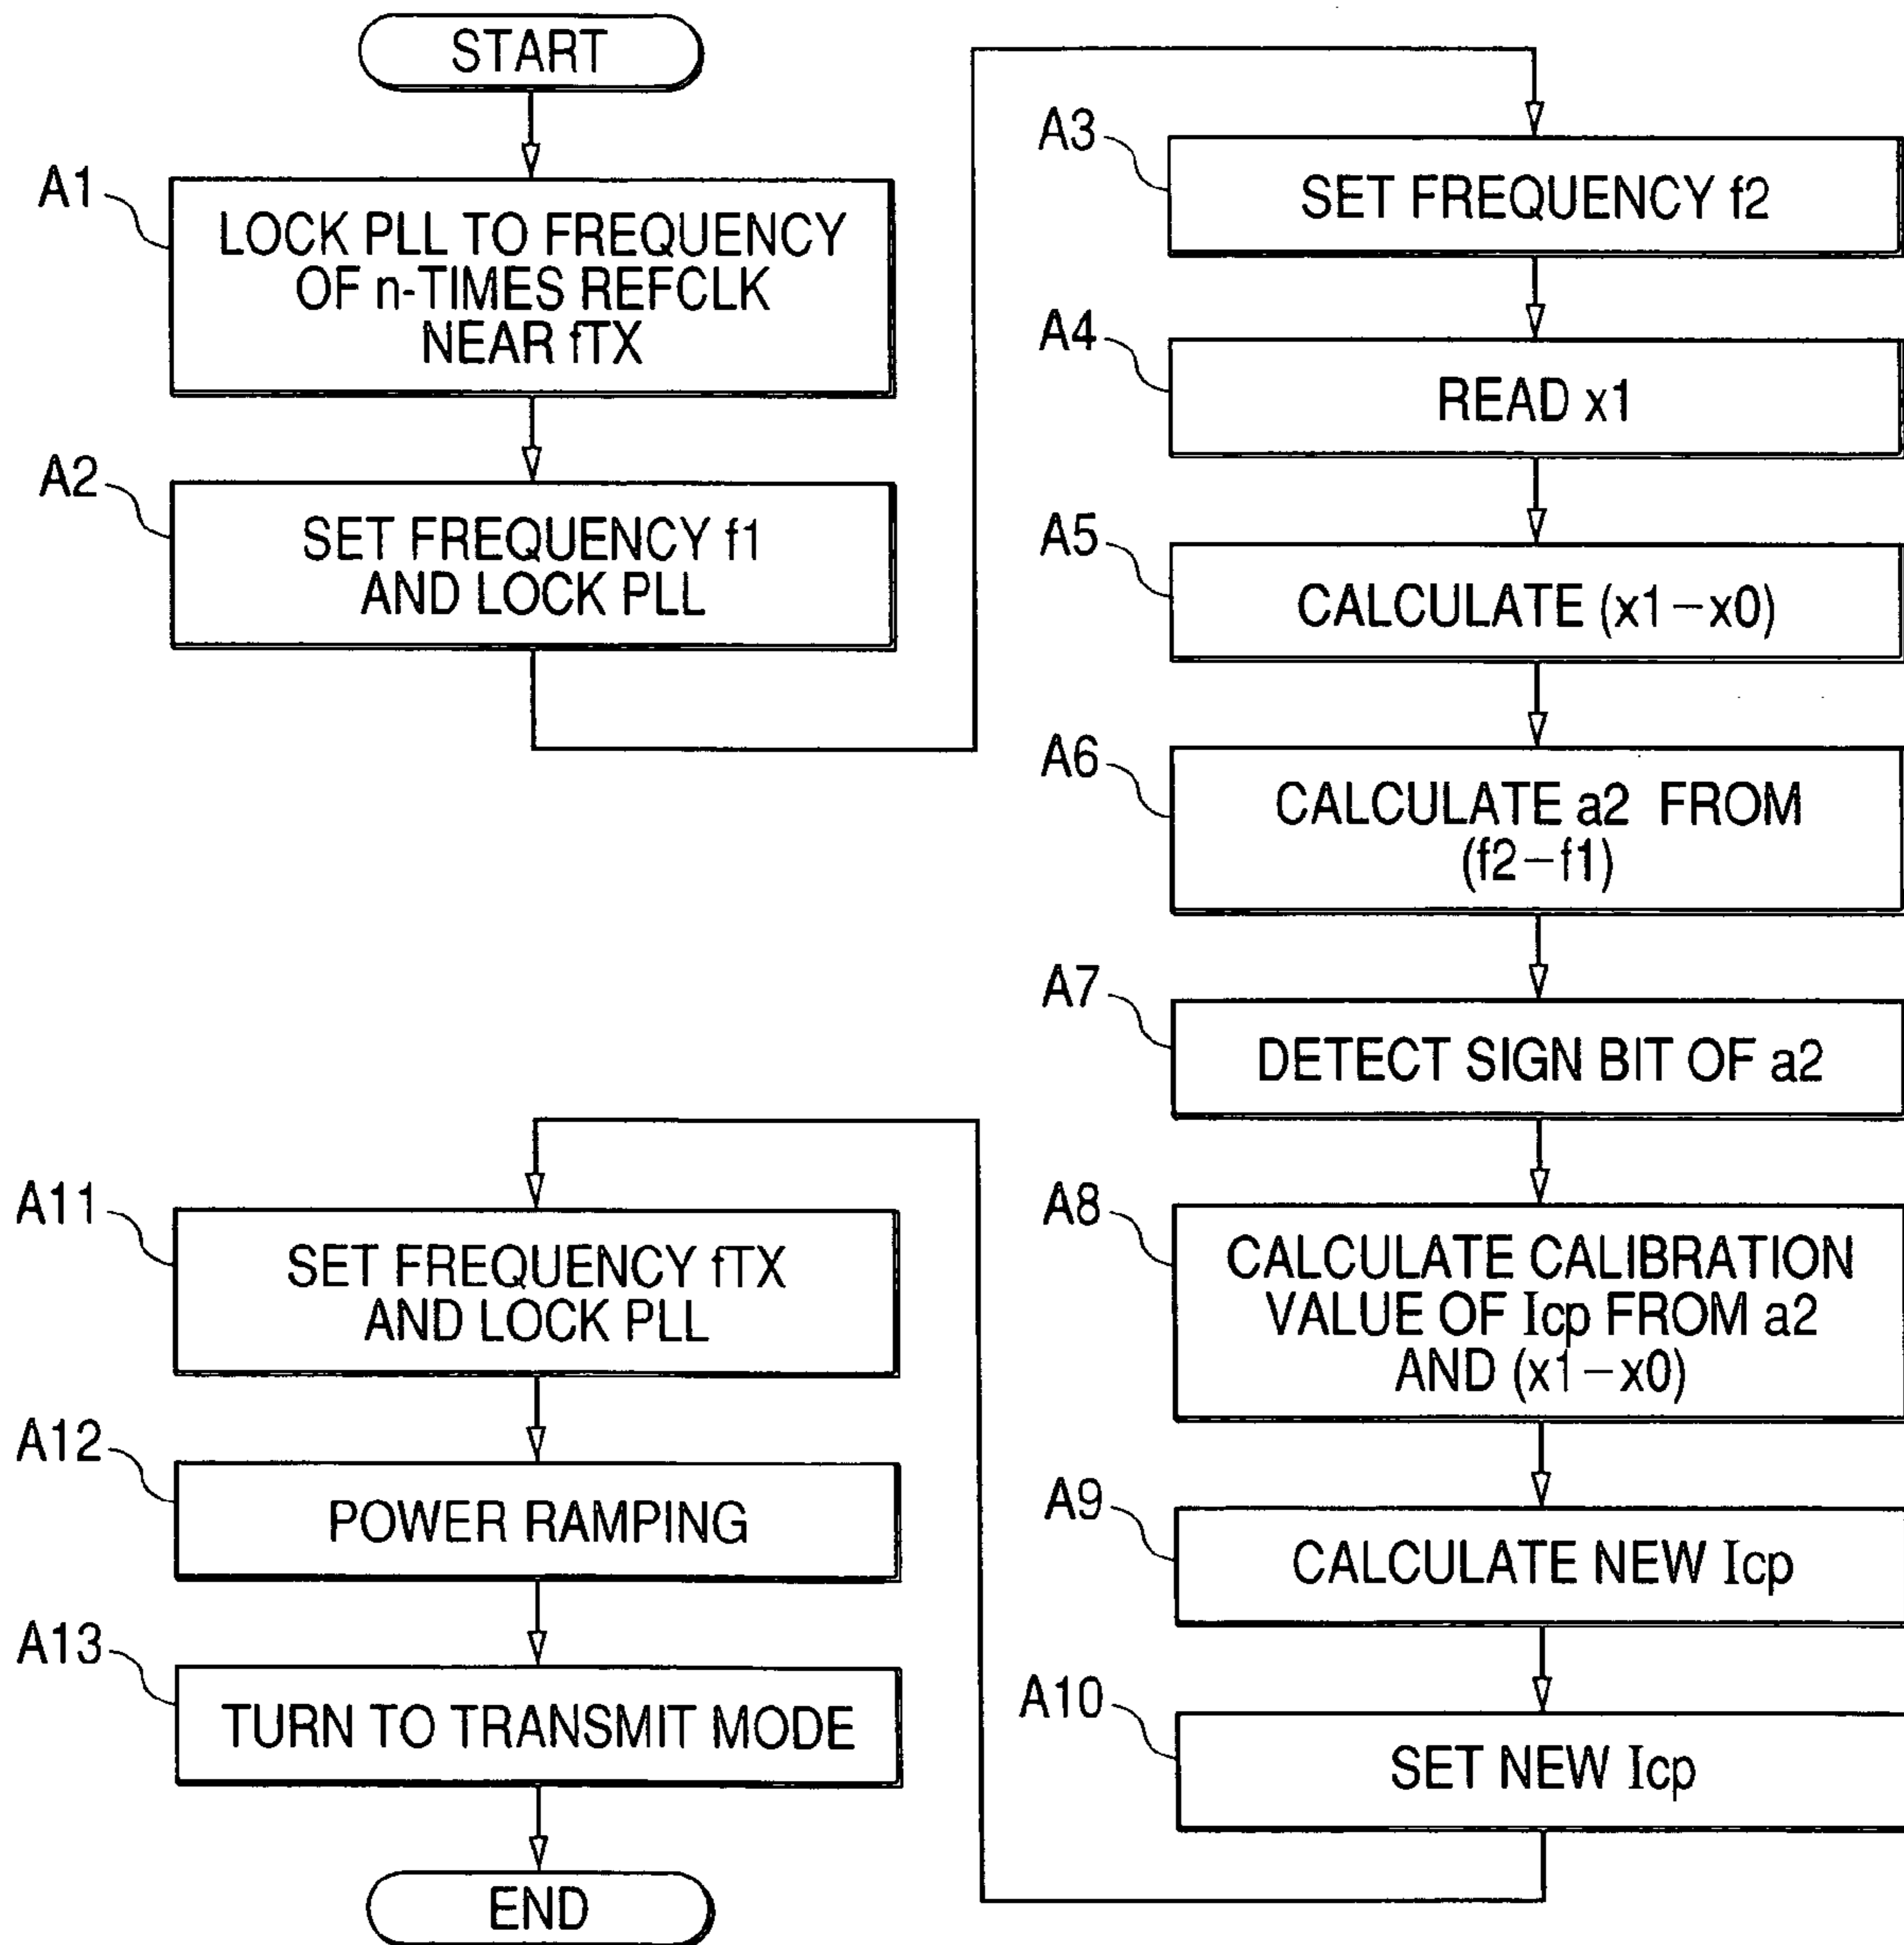 START
A1
LOCK PLL TO FREQUENCY
OF n-TIMES REFCLK
NEAR fTX
A2
SET FREQUENCY f1
AND LOCK PLL
A3
SET FREQUENCY f2
A4
READ x1
A5
CALCULATE (x1−x0)
A6
CALCULATE a2 FROM
(f2−f1)
A7
DETECT SIGN BIT OF a2
A8
CALCULATE CALIBRATION
VALUE OF Icp FROM a2
AND (x1−x0)
A9
CALCULATE NEW Icp
A10
SET NEW Icp
A11
SET FREQUENCY fTX
AND LOCK PLL
A12
POWER RAMPING
A13
TURN TO TRANSMIT MODE
END